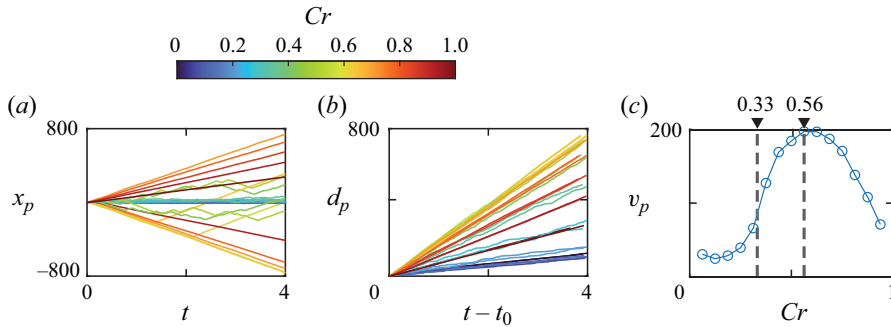 Cr
0 0.2 0.4 0.6 0.8 1.0
(a) (b) (c)
0.33 0.56
800 800 200
x_p d_p v_p
−800 0
0 4 0 4 0 1
t t − t_0 Cr